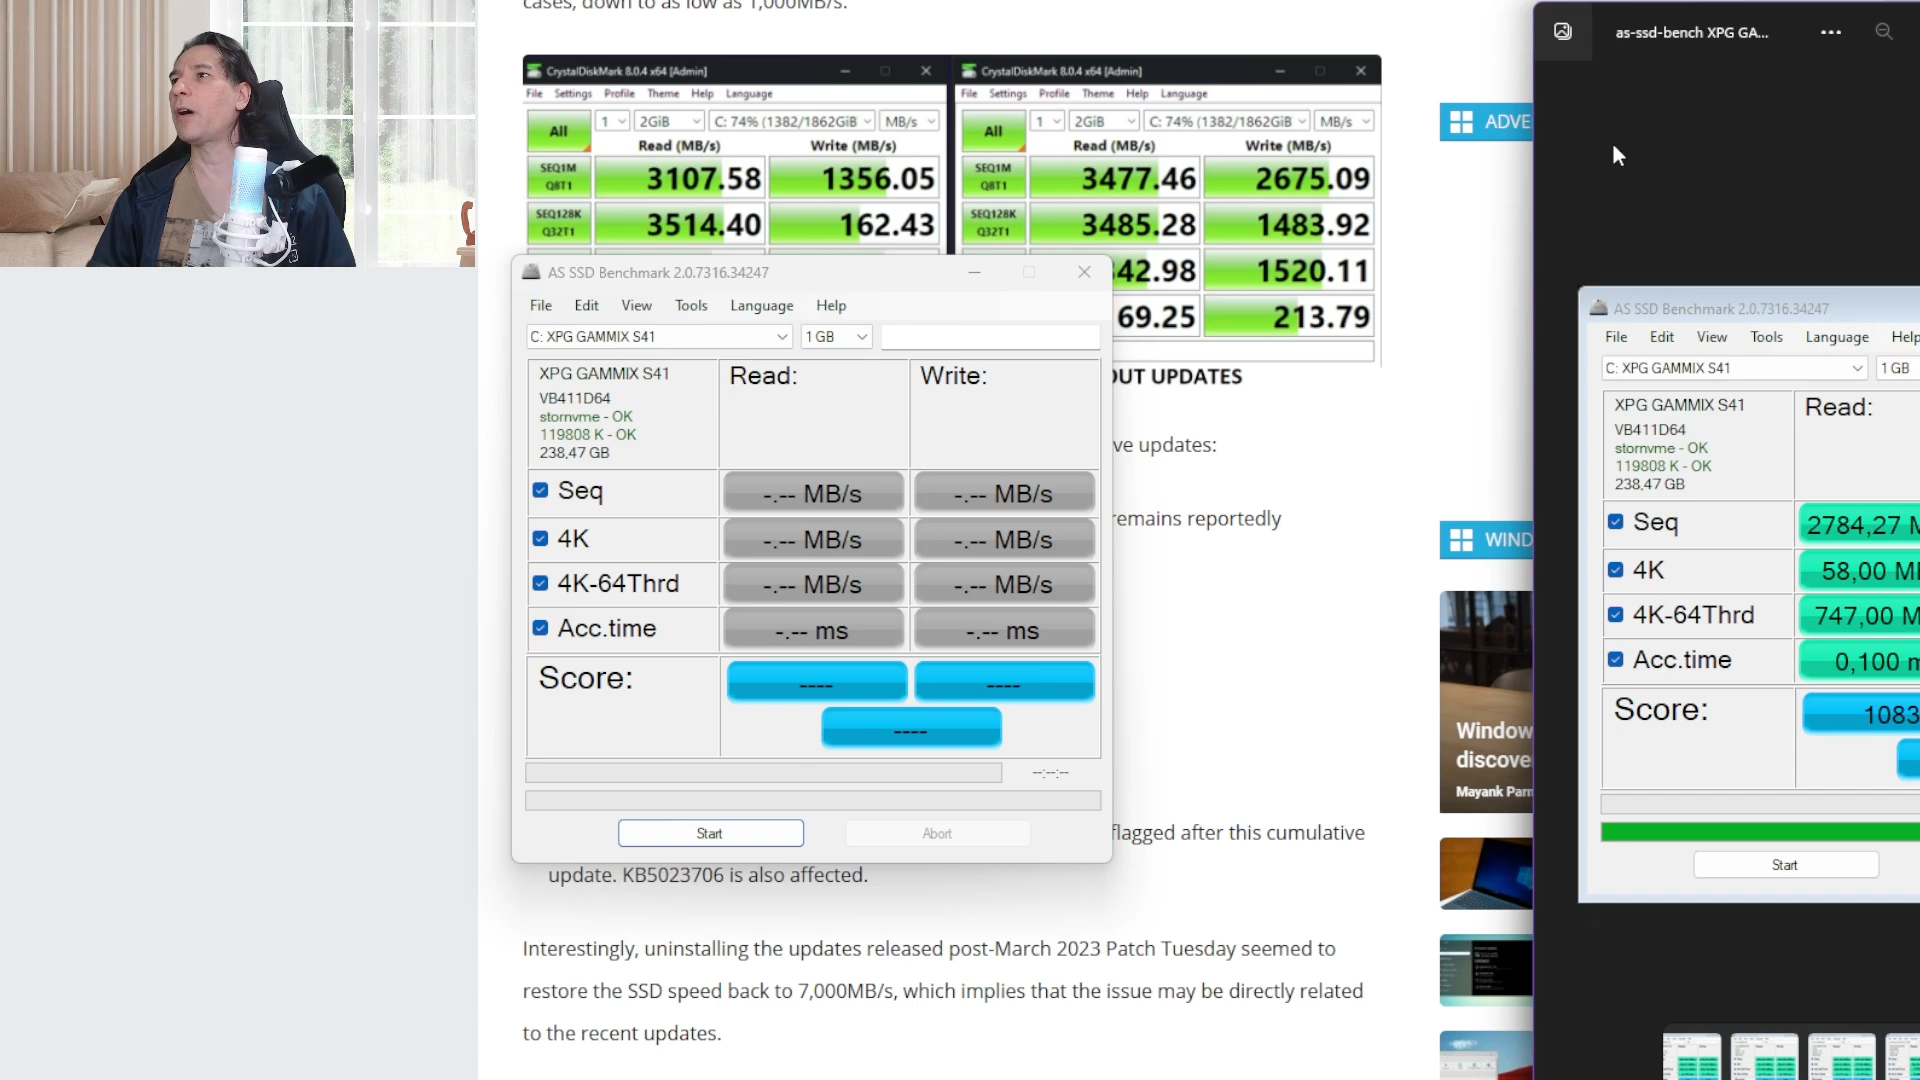 cases, down to as low as 1,000MB/s.
CrystalDiskMark 8.0.4 x64 [Admin]
File Settings Profile Theme Help Language
All 1 2GiB C: 74% (1382/1862GiB MB/s
Read (MB/s) Write (MB/s)
SEQ1M
Q8T1
3107.58 1356.05
SEQ128K
Q32T1
3514.40 162.43
CrystalDiskMark 8.0.4 x64 [Admin]
File Settings Profile Theme Help Language
All 1 2GiB C: 74% (1382/1862GiB MB/s
Read (MB/s) Write (MB/s)
SEQ1M
Q8T1
3477.46 2675.09
SEQ128K
Q32T1
3485.28 1483.92
42.98 1520.11
69.25 213.79
AS SSD Benchmark 2.0.7316.34247
File Edit View Tools Language Help
C: XPG GAMMIX S41 1 GB
XPG GAMMIX S41
VB411D64
stornvme - OK
119808 K - OK
238,47 GB
Read: Write:
Seq -.-- MB/s -.-- MB/s
4K -.-- MB/s -.-- MB/s
4K-64Thrd -.-- MB/s -.-- MB/s
Acc.time -.-- ms -.-- ms
Score: ---- ----
----
--:--:--
Start Abort
OUT UPDATES
ve updates:
remains reportedly
flagged after this cumulative
update. KB5023706 is also affected.
Interestingly, uninstalling the updates released post-March 2023 Patch Tuesday seemed to
restore the SSD speed back to 7,000MB/s, which implies that the issue may be directly related
to the recent updates.
ADVE
WIND
Window
discove
Mayank Parm
as-ssd-bench XPG GA...
AS SSD Benchmark 2.0.7316.34247
File Edit View Tools Language Help
C: XPG GAMMIX S41 1 GB
XPG GAMMIX S41
VB411D64
stornvme - OK
119808 K - OK
238,47 GB
Read:
Seq 2784,27 M
4K 58,00 MB
4K-64Thrd 747,00 M
Acc.time 0,100 m
Score: 1083
Start